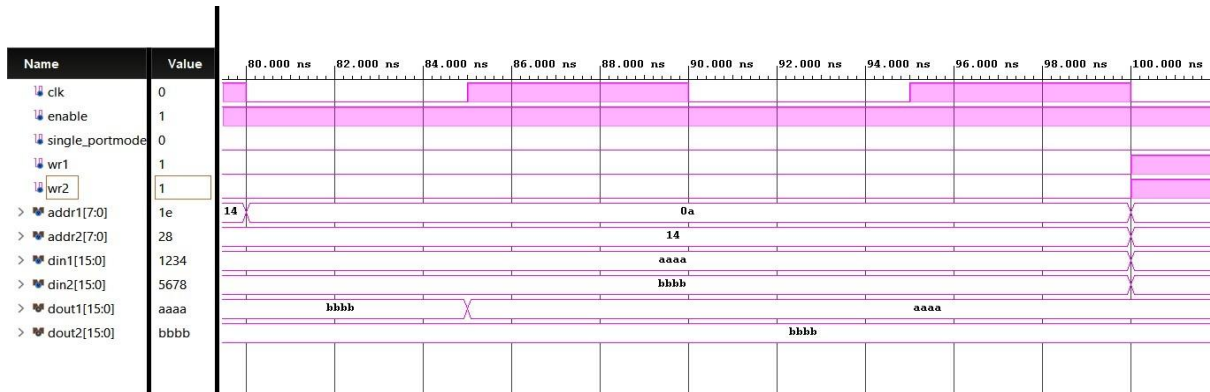 Name Value 80.000 ns 82.000 ns 84.000 ns 86.000 ns 88.000 ns 90.000 ns 92.000 ns 94.000 ns 96.000 ns 98.000 ns 100.000 ns
clk 0
enable 1
single_portmode 0
wr1 1
wr2 1
addr1[7:0] 1e 14 0a
addr2[7:0] 28 14
din1[15:0] 1234 aaaa
din2[15:0] 5678 bbbb
dout1[15:0] aaaa bbbb aaaa
dout2[15:0] bbbb bbbb